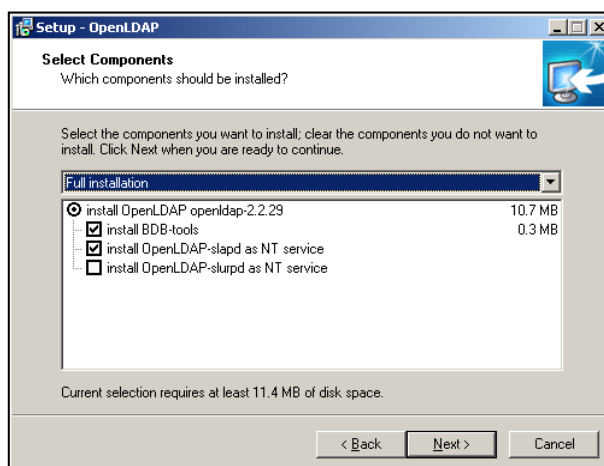 Setup - OpenLDAP
Select Components
Which components should be installed?
Select the components you want to install; clear the components you do not want to
install. Click Next when you are ready to continue.
Full installation
install OpenLDAP openldap-2.2.29 10.7 MB
install BDB-tools 0.3 MB
install OpenLDAP-slapd as NT service
install OpenLDAP-slurpd as NT service
Current selection requires at least 11.4 MB of disk space.
< Back Next > Cancel